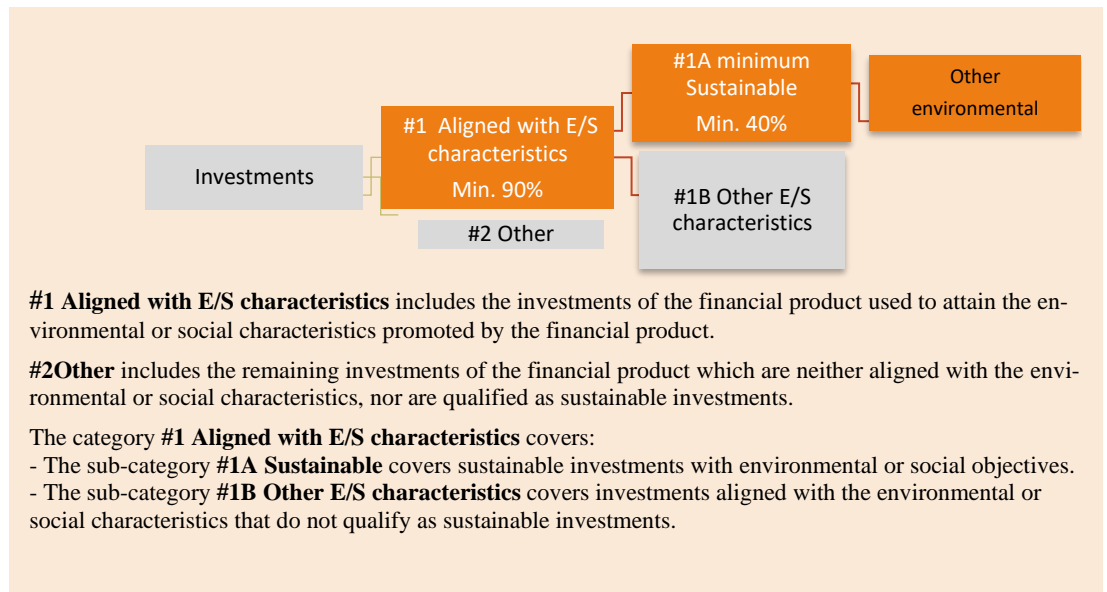 #1A minimum
Sustainable
Min. 40%
Other
environmental
#1 Aligned with E/S
characteristics
Min. 90%
Investments
#1B Other E/S
characteristics
#2 Other
#1 Aligned with E/S characteristics includes the investments of the financial product used to attain the en-
vironmental or social characteristics promoted by the financial product.
#2Other includes the remaining investments of the financial product which are neither aligned with the envi-
ronmental or social characteristics, nor are qualified as sustainable investments.
The category #1 Aligned with E/S characteristics covers:
- The sub-category #1A Sustainable covers sustainable investments with environmental or social objectives.
- The sub-category #1B Other E/S characteristics covers investments aligned with the environmental or
social characteristics that do not qualify as sustainable investments.